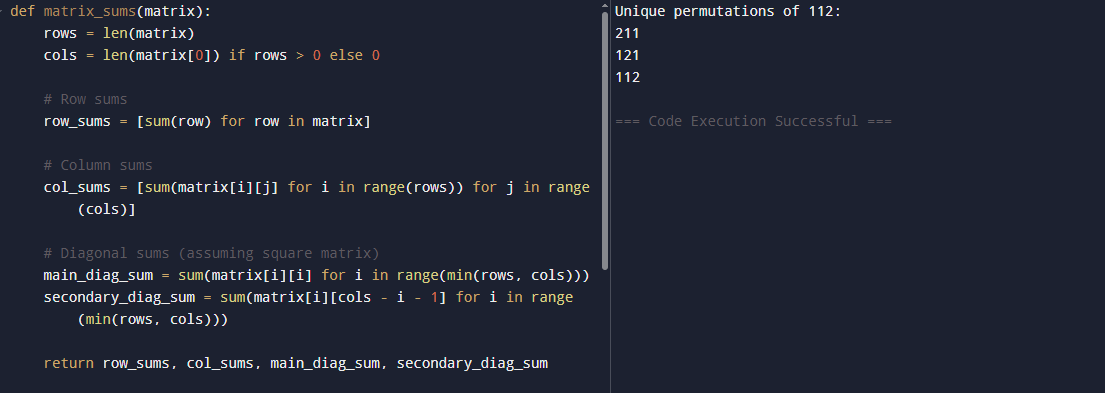 def matrix_sums(matrix):
    rows = len(matrix)
    cols = len(matrix[0]) if rows > 0 else 0

    # Row sums
    row_sums = [sum(row) for row in matrix]

    # Column sums
    col_sums = [sum(matrix[i][j] for i in range(rows)) for j in range
        (cols)]

    # Diagonal sums (assuming square matrix)
    main_diag_sum = sum(matrix[i][i] for i in range(min(rows, cols)))
    secondary_diag_sum = sum(matrix[i][cols - i - 1] for i in range
        (min(rows, cols)))

    return row_sums, col_sums, main_diag_sum, secondary_diag_sum
Unique permutations of 112:
211
121
112

=== Code Execution Successful ===